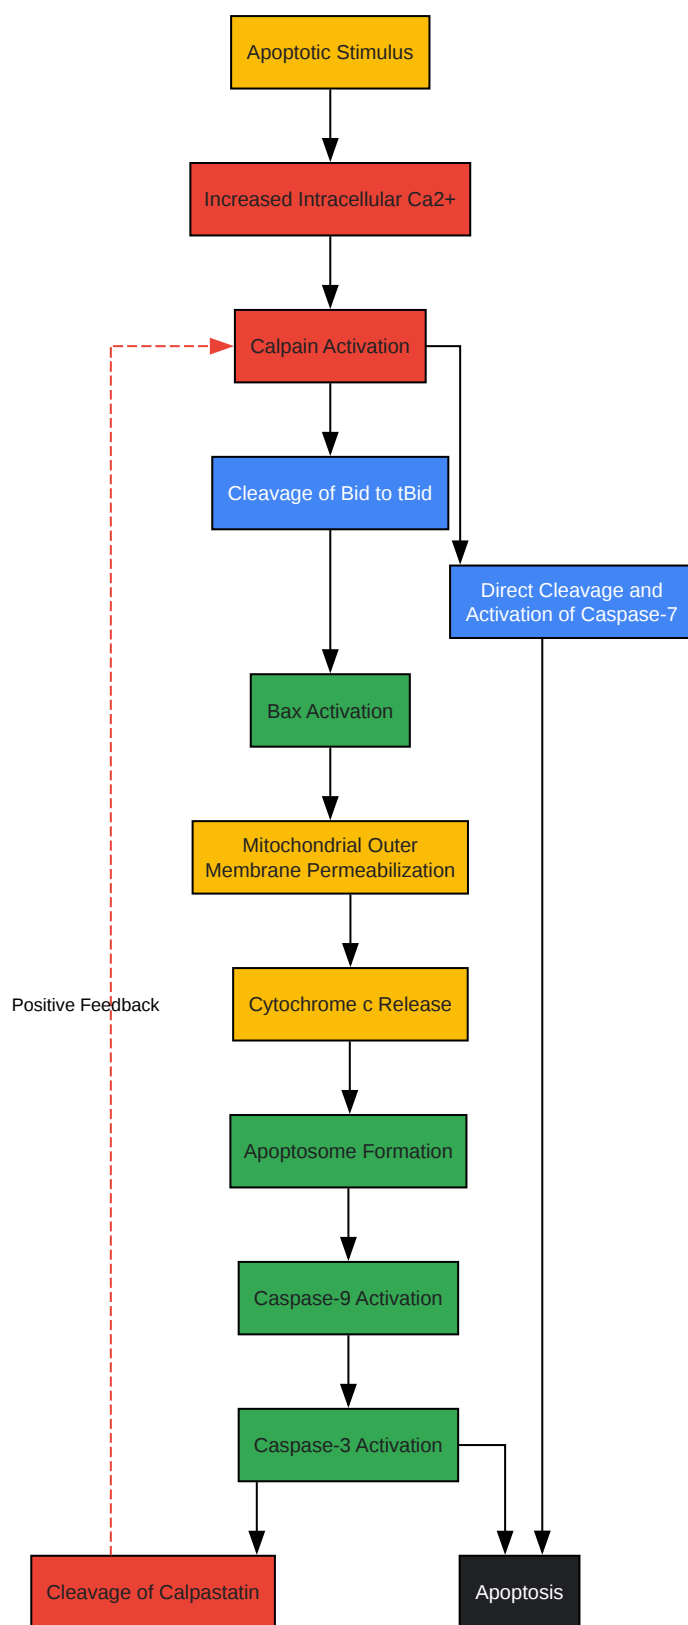 Apoptotic Stimulus
Increased Intracellular Ca2+
Calpain Activation
Cleavage of Bid to tBid
Direct Cleavage and
Activation of Caspase-7
Bax Activation
Mitochondrial Outer
Membrane Permeabilization
Positive Feedback
Cytochrome c Release
Apoptosome Formation
Caspase-9 Activation
Caspase-3 Activation
Cleavage of Calpastatin
Apoptosis